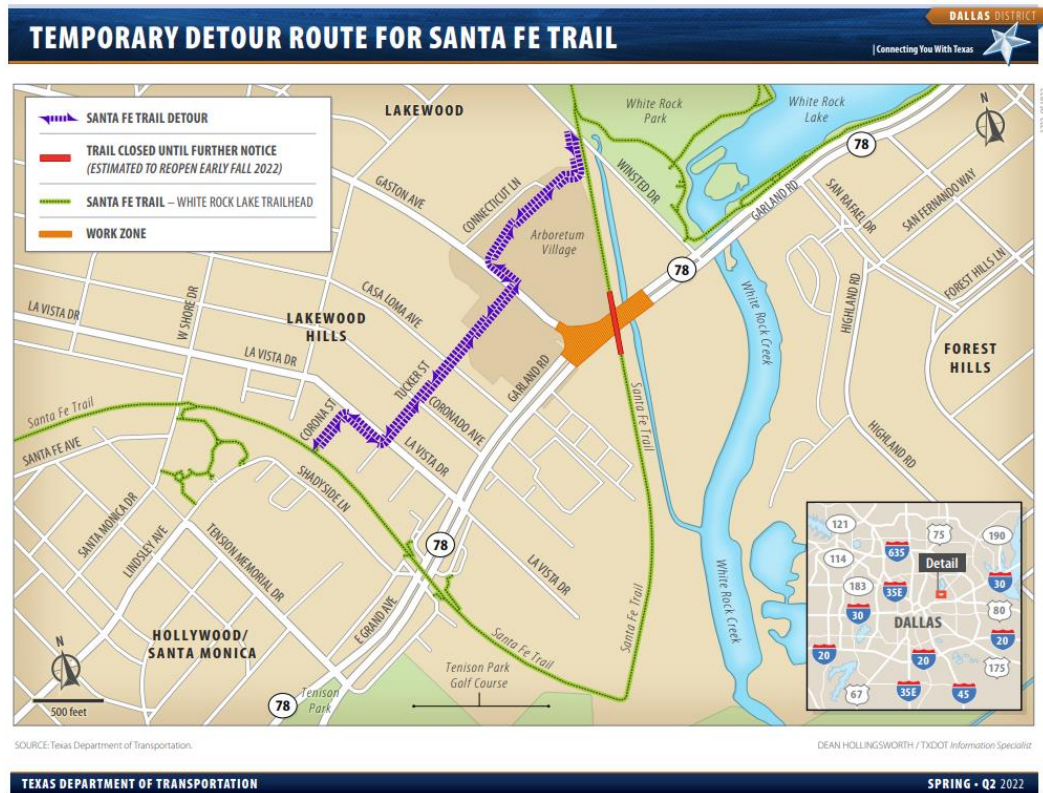 DALLAS DISTRICT
TEMPORARY DETOUR ROUTE FOR SANTA FE TRAIL
| Connecting You With Texas
SANTA FE TRAIL DETOUR
TRAIL CLOSED UNTIL FURTHER NOTICE
(ESTIMATED TO REOPEN EARLY FALL 2022)
SANTA FE TRAIL – WHITE ROCK LAKE TRAILHEAD
WORK ZONE
LAKEWOOD
White Rock
Park
White Rock
Lake
N
78
GASTON AVE
CONNECTICUT LN
WINSTED DR
GARLAND RD
SAN RAFAEL DR
SAN FERNANDO WAY
Arboretum
Village
78
FOREST HILLS LN
LA VISTA DR
W SHORE DR
LAKEWOOD
HILLS
CASA LOMA AVE
White Rock Creek
HIGHLAND RD
FOREST
HILLS
LA VISTA DR
TUCKER ST
GARLAND RD
Santa Fe Trail
CORONADO AVE
CORONA ST
Santa Fe Trail
SANTA FE AVE
LA VISTA DR
HIGHLAND RD
SHADYSIDE LN
SANTA MONICA DR
LINDSLEY AVE
TENSION MEMORIAL DR
78
LA VISTA DR
White Rock Creek
E GRAND AVE
Santa Fe Trail
Santa Fe Trail
HOLLYWOOD/
SANTA MONICA
Tenison Park
Golf Course
Tenison
Park
78
N
500 feet
121
75
190
114
635
Detail
183
35E
30
30
80
DALLAS
20
20
20
175
67
35E
45
SOURCE: Texas Department of Transportation.
DEAN HOLLINGSWORTH / TXDOT Information Specialist
TEXAS DEPARTMENT OF TRANSPORTATION
SPRING • Q2 2022